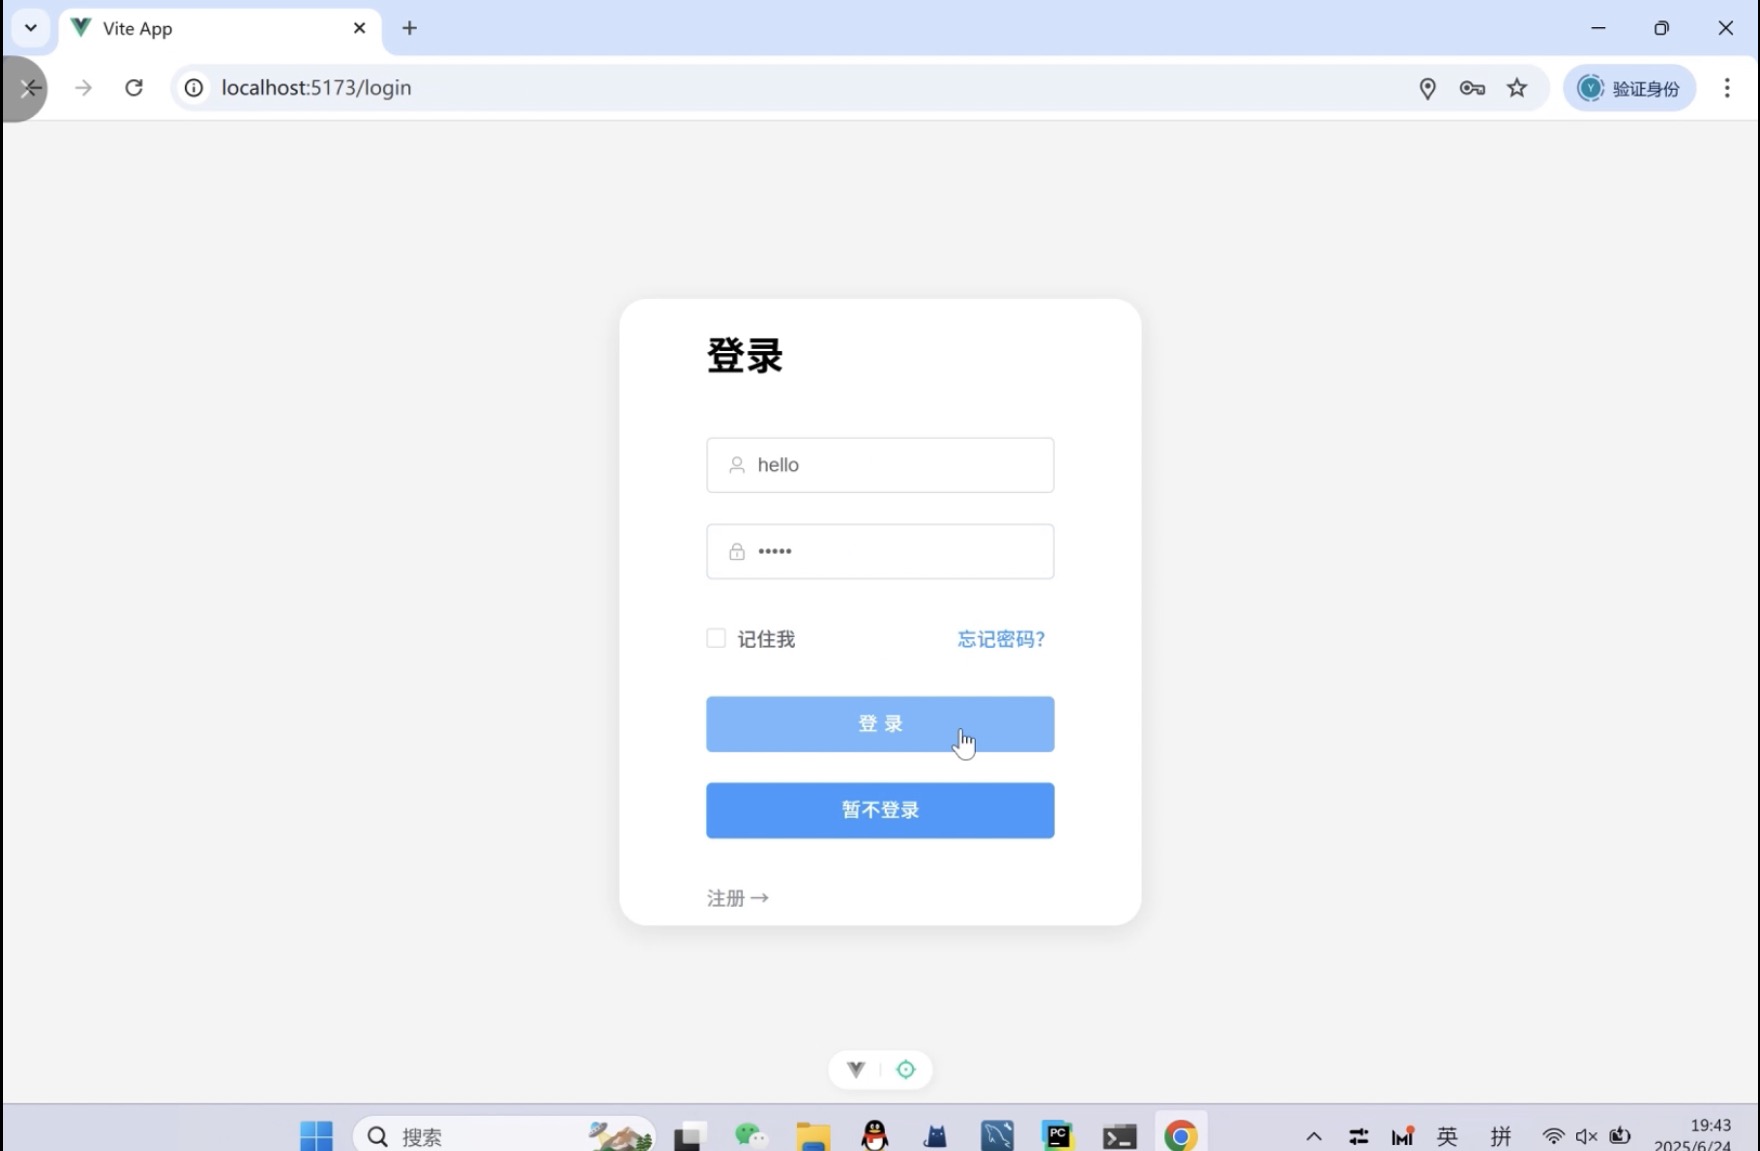 Vite App
localhost:5173/login
验证身份
登录
hello
•••••
记住我
忘记密码?
登 录
暂不登录
注册 →
搜索
PC
英
拼
19:43
2025/6/24